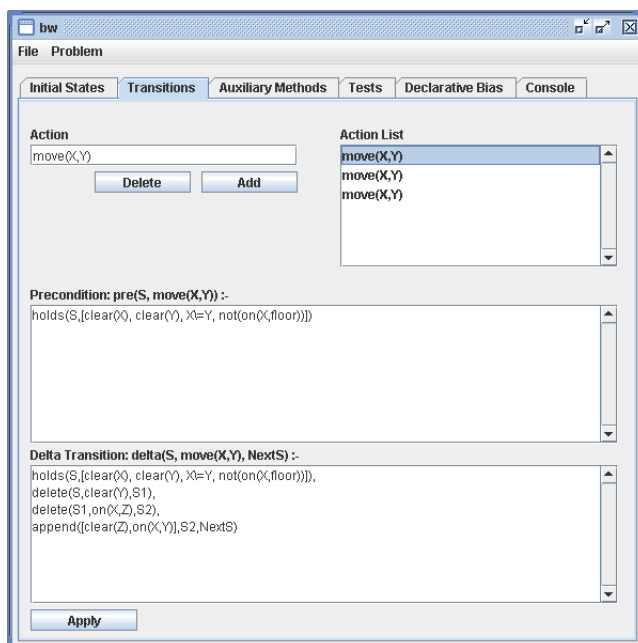 bw
File Problem
Initial States Transitions Auxiliary Methods Tests Declarative Bias Console
Action
move(X,Y)
Delete Add
Action List
move(X,Y)
move(X,Y)
move(X,Y)
Precondition: pre(S, move(X,Y)) :-
holds(S,[clear(X), clear(Y), X\=Y, not(on(X,floor))])
Delta Transition: delta(S, move(X,Y), NextS) :-
holds(S,[clear(X), clear(Y), X\=Y, not(on(X,floor))]),
delete(S,clear(Y),S1),
delete(S1,on(X,Z),S2),
append([clear(Z),on(X,Y)],S2,NextS)
Apply